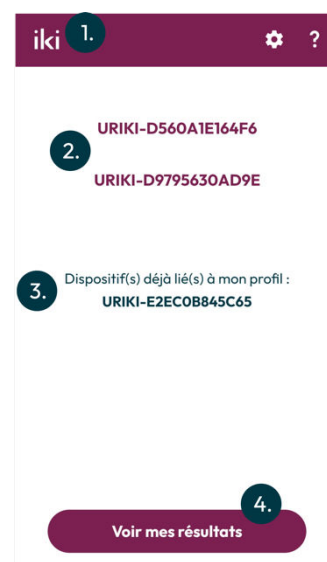 iki 1. ?
URIKI-D560A1E164F6
2.
URIKI-D9795630AD9E
3. Dispositif(s) déjà lié(s) à mon profil :
URIKI-E2EC0B845C65
4.
Voir mes résultats